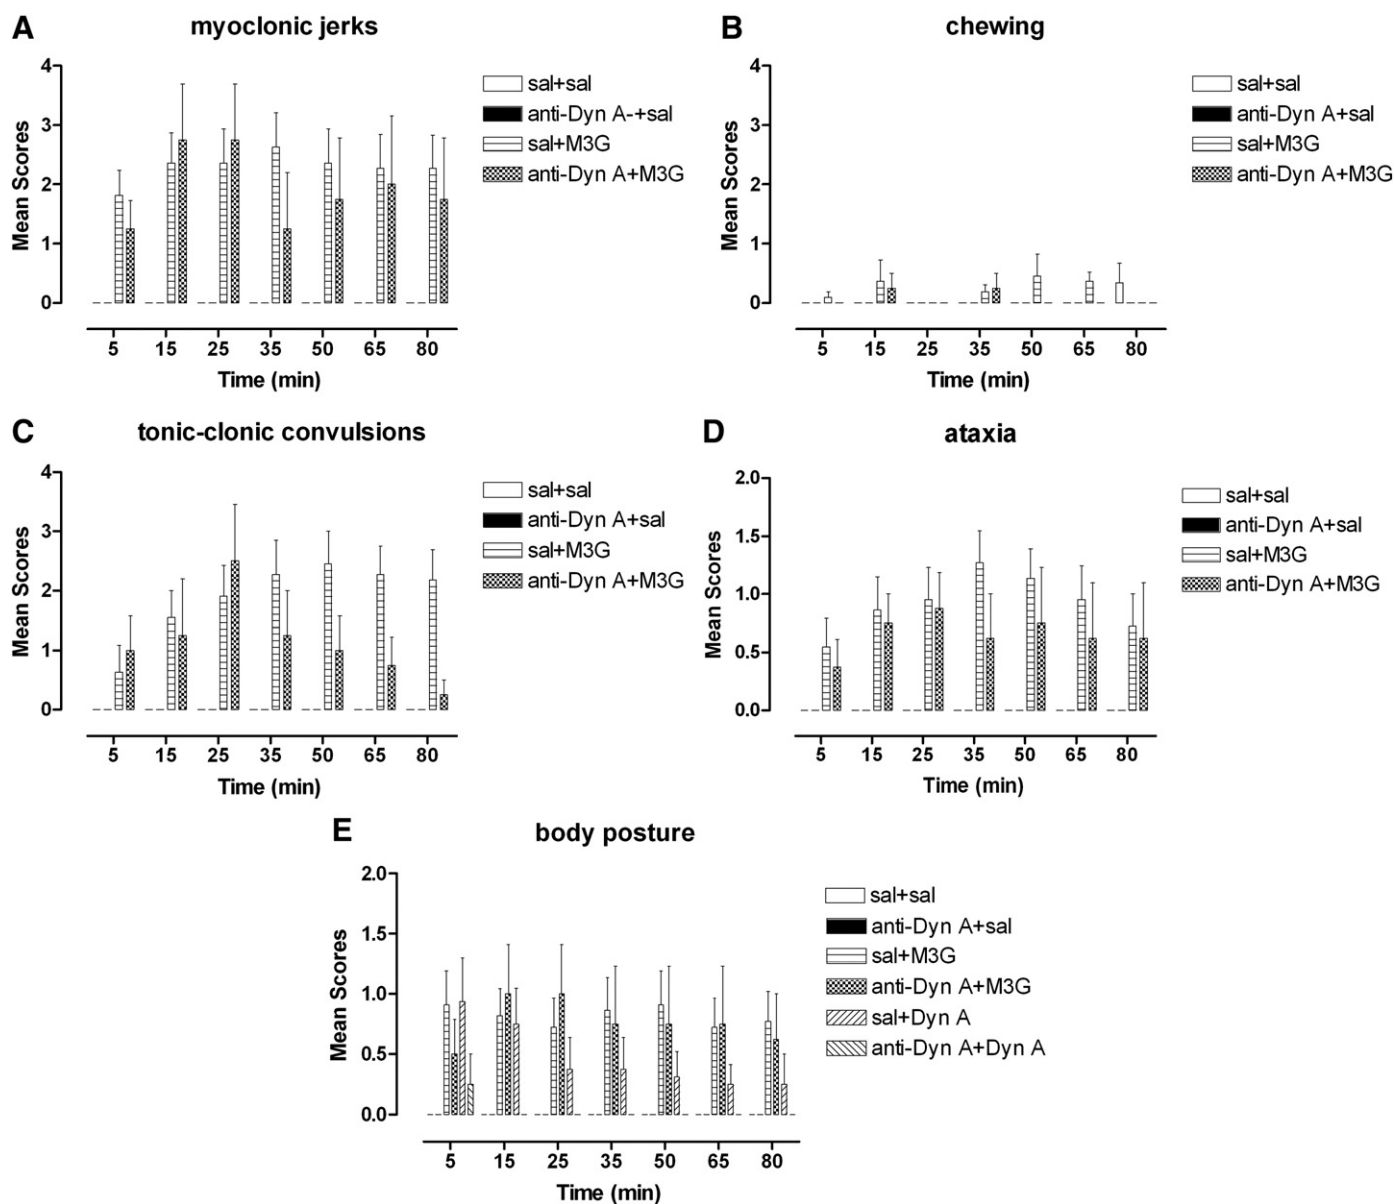 A
myoclonic jerks
4
3
2
1
0
Mean Scores
5 15 25 35 50 65 80
Time (min)
sal+sal
anti-Dyn A-+sal
sal+M3G
anti-Dyn A+M3G
B
chewing
4
3
2
1
0
Mean Scores
5 15 25 35 50 65 80
Time (min)
sal+sal
anti-Dyn A+sal
sal+M3G
anti-Dyn A+M3G
C
tonic-clonic convulsions
4
3
2
1
0
Mean Scores
5 15 25 35 50 65 80
Time (min)
sal+sal
anti-Dyn A+sal
sal+M3G
anti-Dyn A+M3G
D
ataxia
2.0
1.5
1.0
0.5
0.0
Mean Scores
5 15 25 35 50 65 80
Time (min)
sal+sal
anti-Dyn A+sal
sal+M3G
anti-Dyn A+M3G
E
body posture
2.0
1.5
1.0
0.5
0.0
Mean Scores
5 15 25 35 50 65 80
Time (min)
sal+sal
anti-Dyn A+sal
sal+M3G
anti-Dyn A+M3G
sal+Dyn A
anti-Dyn A+Dyn A